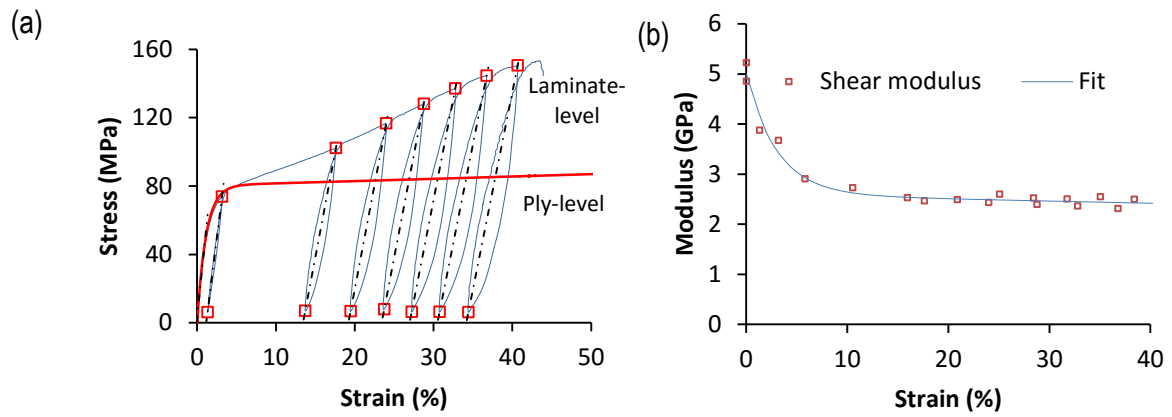 (a)
Stress (MPa)
160
120
80
40
0
0 10 20 30 40 50
Strain (%)
Laminate-
level
Ply-level
(b)
Modulus (GPa)
6
5
4
3
2
1
0
0 10 20 30 40
Strain (%)
Shear modulus Fit